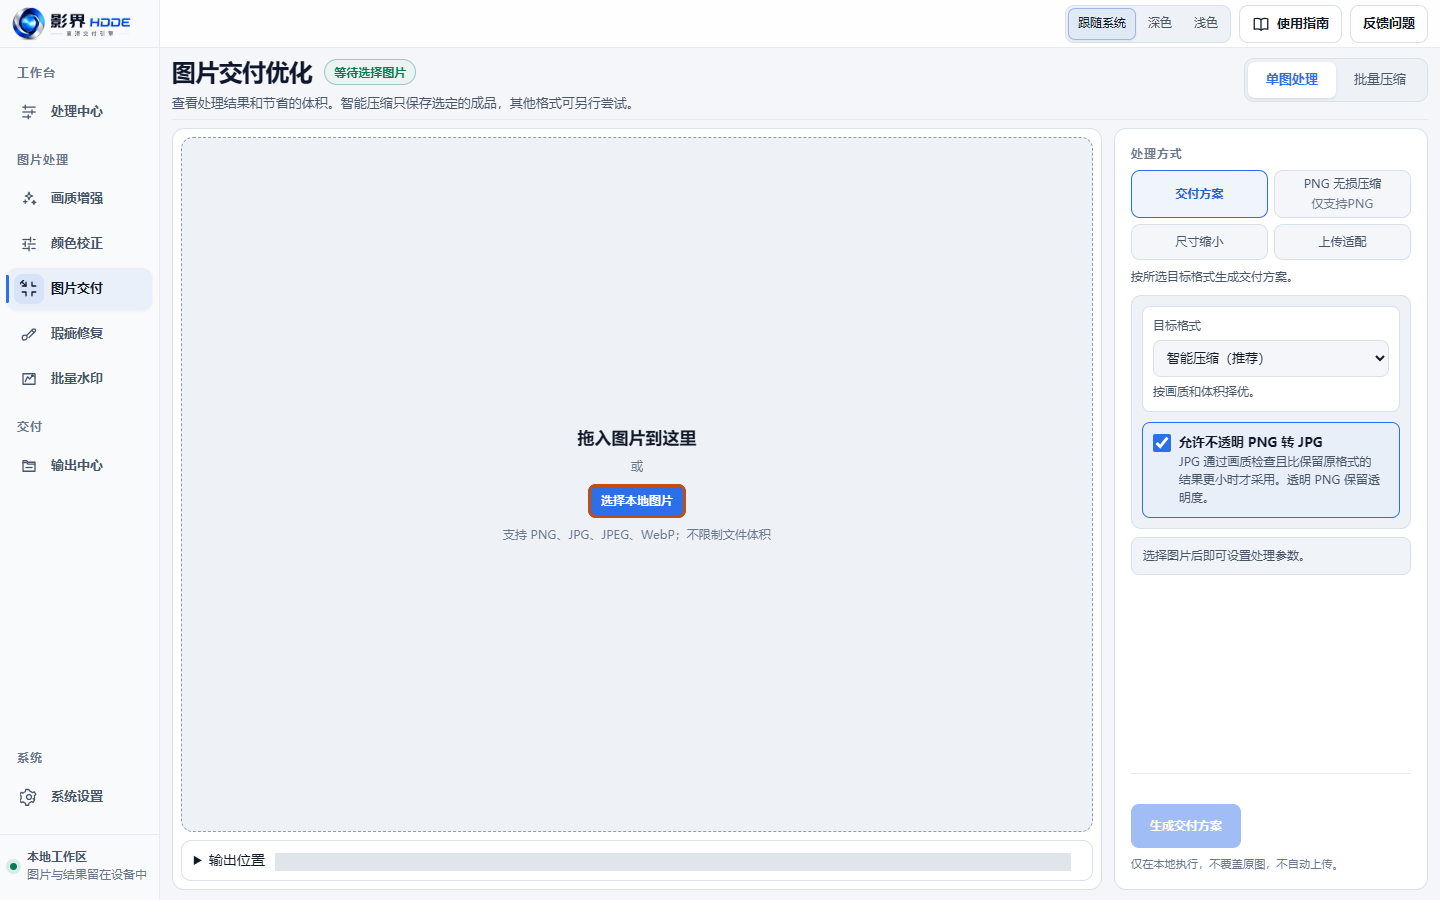 影界 HDDE
高清交付引擎
跟随系统
深色
浅色
使用指南
反馈问题
工作台
处理中心
图片处理
画质增强
颜色校正
图片交付
瑕疵修复
批量水印
交付
输出中心
系统
系统设置
本地工作区
图片与结果留在设备中
图片交付优化
等待选择图片
查看处理结果和节省的体积。智能压缩只保存选定的成品，其他格式可另行尝试。
单图处理
批量压缩
拖入图片到这里
或
选择本地图片
支持 PNG、JPG、JPEG、WebP；不限制文件体积
输出位置
处理方式
交付方案
PNG 无损压缩
仅支持PNG
尺寸缩小
上传适配
按所选目标格式生成交付方案。
目标格式
智能压缩（推荐）
按画质和体积择优。
允许不透明 PNG 转 JPG
JPG 通过画质检查且比保留原格式的
结果更小时才采用。透明 PNG 保留透
明度。
选择图片后即可设置处理参数。
生成交付方案
仅在本地执行，不覆盖原图，不自动上传。